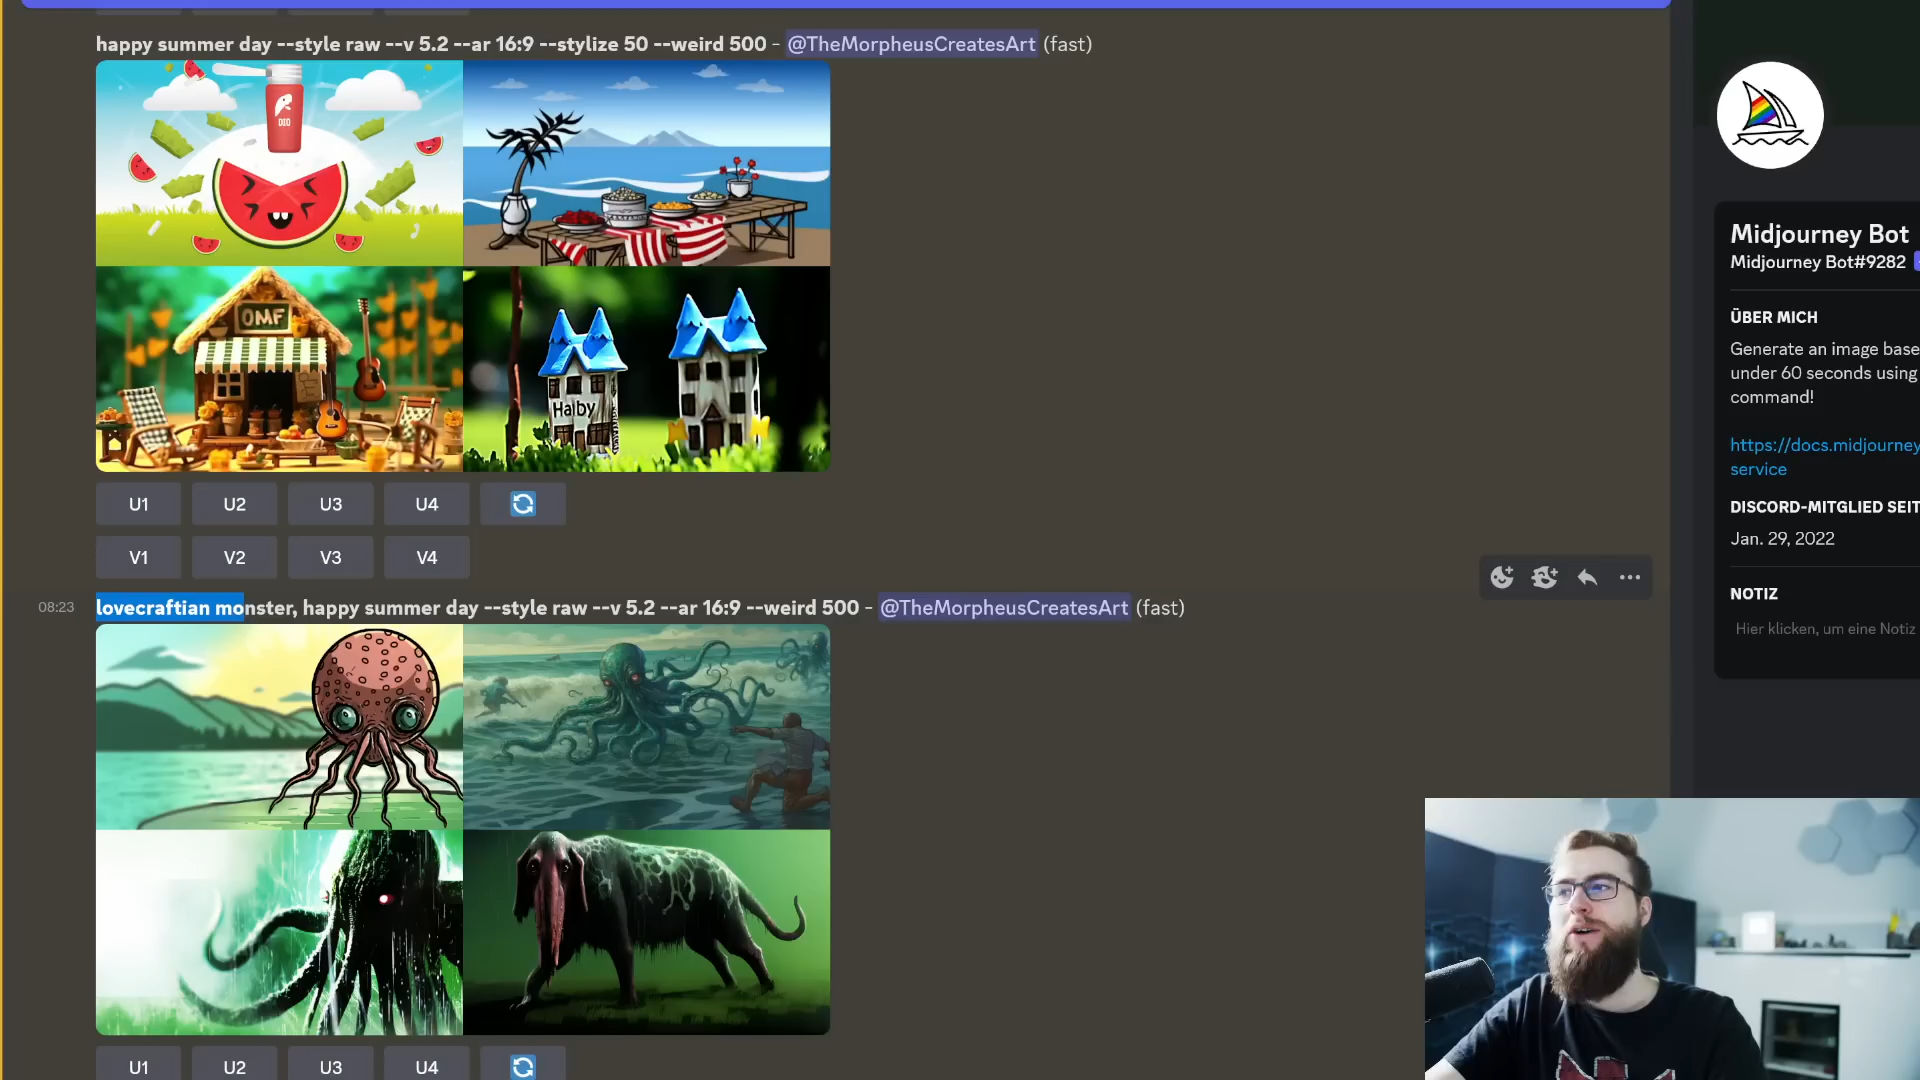 happy summer day --style raw --v 5.2 --ar 16:9 --stylize 50 --weird 500 - @TheMorpheusCreatesArt (fast)
OMF
Halby
U1 U2 U3 U4
V1 V2 V3 V4
08:23 lovecraftian monster, happy summer day --style raw --v 5.2 --ar 16:9 --weird 500 - @TheMorpheusCreatesArt (fast)
U1 U2 U3 U4
Midjourney Bot
Midjourney Bot#9282
ÜBER MICH
Generate an image base
under 60 seconds using
command!
https://docs.midjourney
service
DISCORD-MITGLIED SEIT
Jan. 29, 2022
NOTIZ
Hier klicken, um eine Notiz